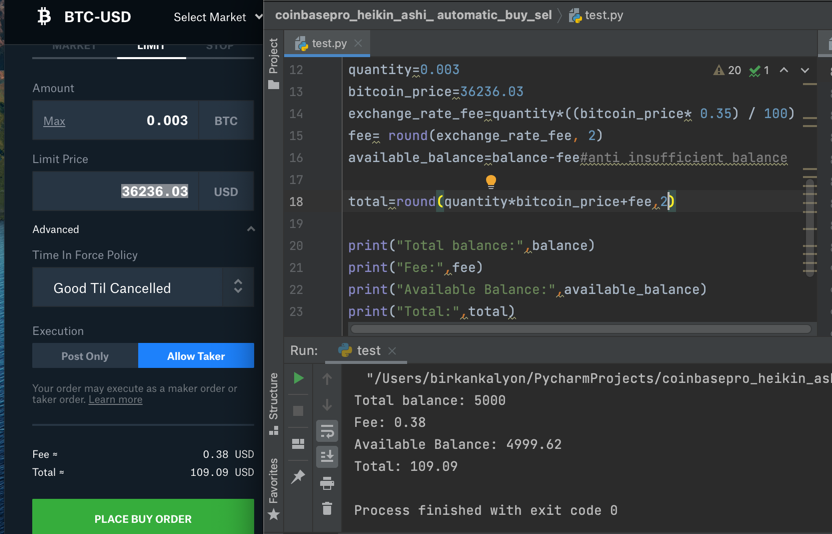 BTC-USD
Select Market
MARKET
LIMIT
STOP
Amount
Max
0.003
BTC
Limit Price
36236.03
USD
Advanced
Time In Force Policy
Good Til Cancelled
Execution
Post Only
Allow Taker
Your order may execute as a maker order or
taker order. Learn more
Fee ≈ 0.38 USD
Total ≈ 109.09 USD
PLACE BUY ORDER
coinbasepro_heikin_ashi_ automatic_buy_sel
test.py
Project
test.py
20
1
12 quantity=0.003
13 bitcoin_price=36236.03
14 exchange_rate_fee=quantity*((bitcoin_price* 0.35) / 100)
15 fee= round(exchange_rate_fee, 2)
16 available_balance=balance-fee#anti insufficient balance
17
18 total=round(quantity*bitcoin_price+fee,2)
19
20 print("Total balance:",balance)
21 print("Fee:",fee)
22 print("Available Balance:",available_balance)
23 print("Total:",total)
Run:
test
Structure
Favorites
"/Users/birkankalyon/PycharmProjects/coinbasepro_heikin_ash
Total balance: 5000
Fee: 0.38
Available Balance: 4999.62
Total: 109.09
Process finished with exit code 0